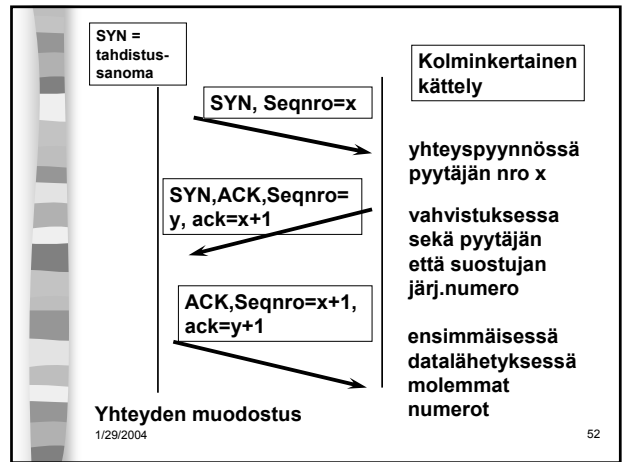 SYN =
tahdistus-
sanoma
Kolminkertainen
kättely
SYN, Seqnro=x
yhteyspyynnössä
pyytäjän nro x
SYN,ACK,Seqnro=
y, ack=x+1
vahvistuksessa
sekä pyytäjän
että suostujan
järj.numero
ACK,Seqnro=x+1,
ack=y+1
ensimmäisessä
datalähetyksessä
molemmat
numerot
Yhteyden muodostus
1/29/2004
52